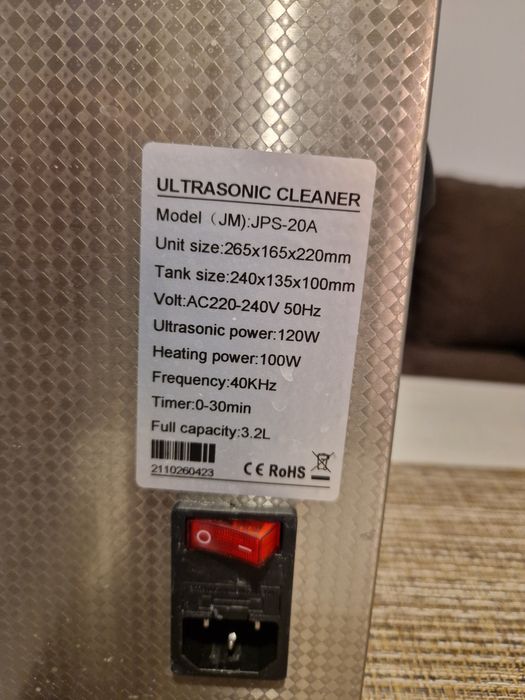 ULTRASONIC CLEANER
Model（JM):JPS-20A
Unit size:265x165x220mm
Tank size:240x135x100mm
Volt:AC220-240V 50Hz
Ultrasonic power:120W
Heating power:100W
Frequency:40KHz
Timer:0-30min
Full capacity:3.2L
2110260423 CE RoHS